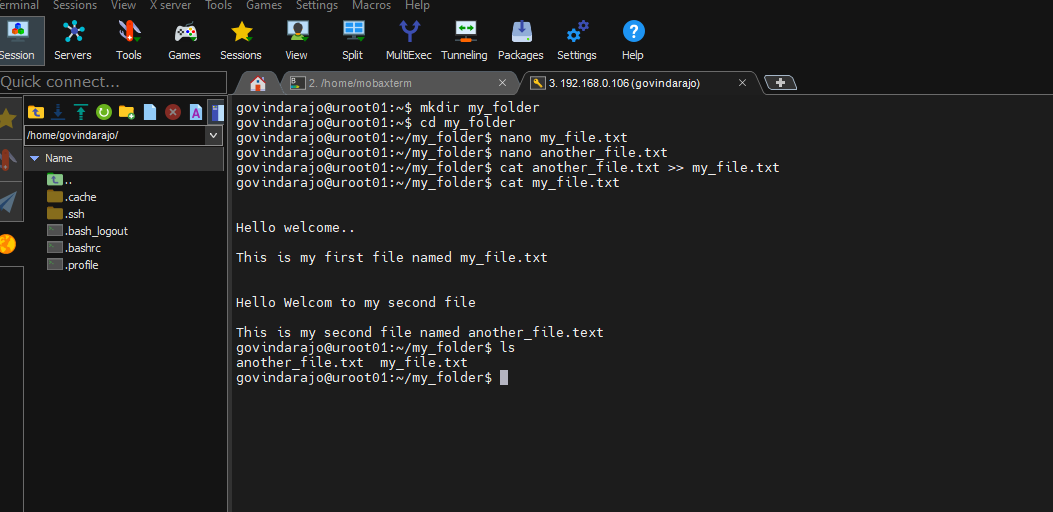 Terminal Sessions View X server Tools Games Settings Macros Help
Session Servers Tools Games Sessions View Split MultiExec Tunneling Packages Settings Help
Quick connect...
2. /home/mobaxterm
3. 192.168.0.106 (govindarajo)
/home/govindarajo/
Name
..
.cache
.ssh
.bash_logout
.bashrc
.profile
govindarajo@uroot01:~$ mkdir my_folder
govindarajo@uroot01:~$ cd my_folder
govindarajo@uroot01:~/my_folder$ nano my_file.txt
govindarajo@uroot01:~/my_folder$ nano another_file.txt
govindarajo@uroot01:~/my_folder$ cat another_file.txt >> my_file.txt
govindarajo@uroot01:~/my_folder$ cat my_file.txt
Hello welcome..
This is my first file named my_file.txt
Hello Welcom to my second file
This is my second file named another_file.text
govindarajo@uroot01:~/my_folder$ ls
another_file.txt  my_file.txt
govindarajo@uroot01:~/my_folder$